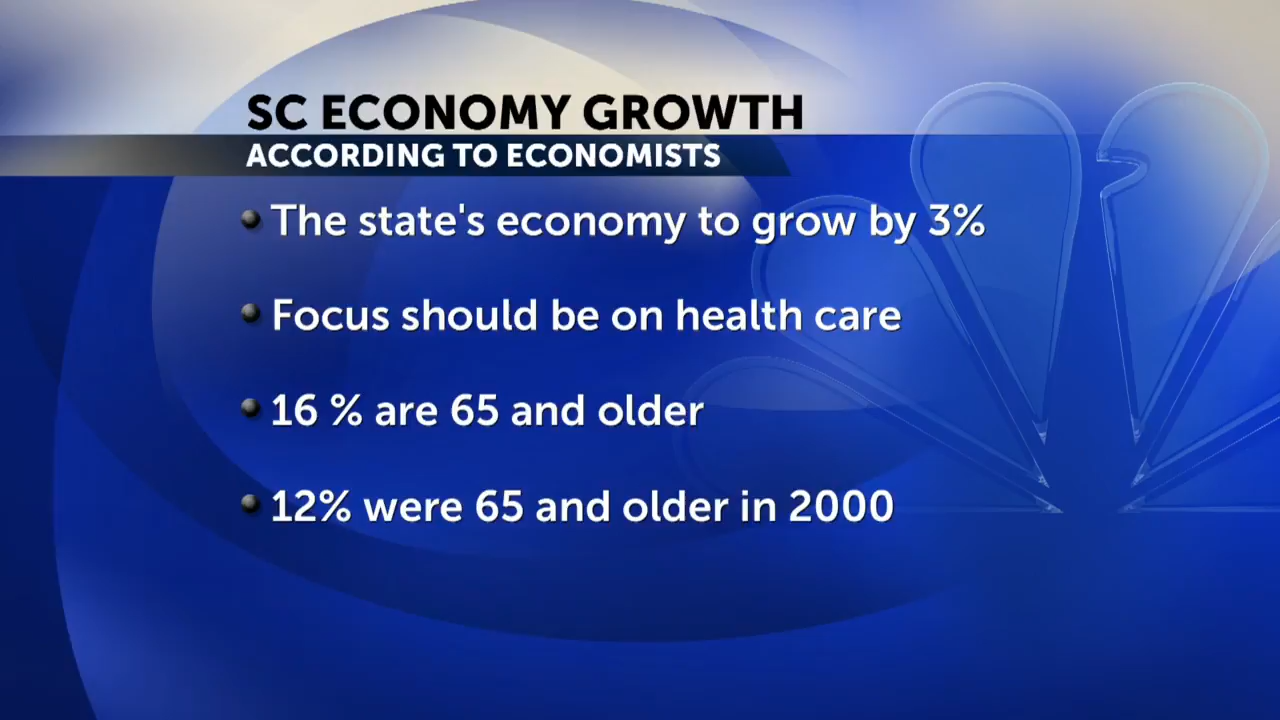 SC ECONOMY GROWTH
ACCORDING TO ECONOMISTS
The state's economy to grow by 3%
Focus should be on health care
16 % are 65 and older
12% were 65 and older in 2000